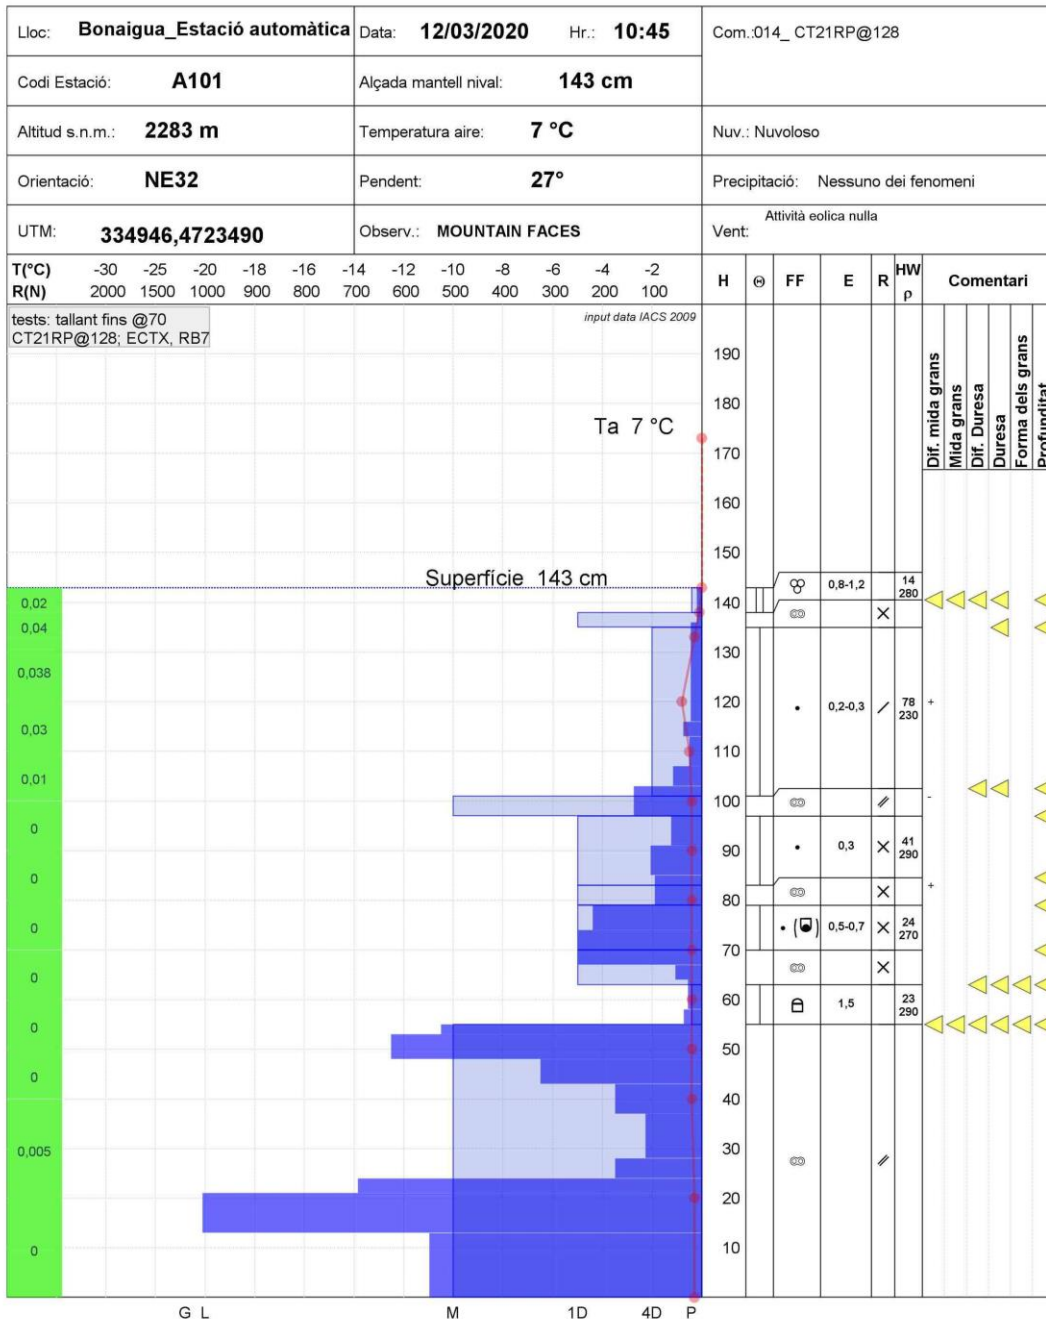 Lloc: Bonaigua_Estació automàtica Data: 12/03/2020 Hr.: 10:45 Com.:014_ CT21RP@128
Codi Estació: A101 Alçada mantell nival: 143 cm
Altitud s.n.m.: 2283 m Temperatura aire: 7 °C Nuv.: Nuvoloso
Orientació: NE32 Pendent: 27° Precipitació: Nessuno dei fenomeni
UTM: 334946,4723490 Observ.: MOUNTAIN FACES Vent: Attività eolica nulla
T(°C) -30 -25 -20 -18 -16 -14 -12 -10 -8 -6 -4 -2
R(N) 2000 1500 1000 900 800 700 600 500 400 300 200 100
H Θ FF E R HW ρ Comentari
tests: tallant fins @70
CT21RP@128; ECTX, RB7
input data IACS 2009
Dif. mida grans
Mida grans
Dif. Duresa
Duresa
Forma dels grans
Profunditat
190
180
Ta 7 °C
170
160
150
Superfície 143 cm
0,8-1,2 14 280
0,02 140
0,04
130
0,038
120 0,2-0,3 78 230 +
0,03
110
0,01
100 -
0
90 0,3 41 290
0
80 +
0 0,5-0,7 24 270
70
0
60 1,5 23 290
0
50
0
40
0,005 30
20
0 10
G L M 1D 4D P